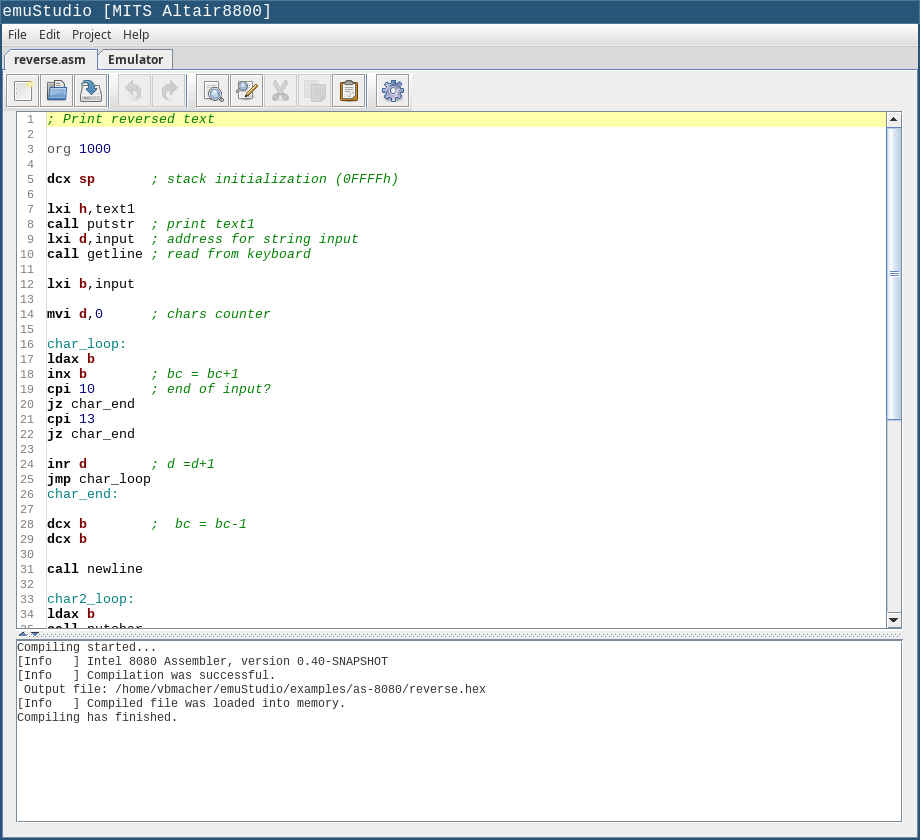 emuStudio [MITS Altair8800]
File Edit Project Help
reverse.asm Emulator
1 ; Print reversed text
2
3 org 1000
4
5 dcx sp ; stack initialization (0FFFFh)
6
7 lxi h,text1
8 call putstr ; print text1
9 lxi d,input ; address for string input
10 call getline ; read from keyboard
11
12 lxi b,input
13
14 mvi d,0 ; chars counter
15
16 char_loop:
17 ldax b
18 inx b ; bc = bc+1
19 cpi 10 ; end of input?
20 jz char_end
21 cpi 13
22 jz char_end
23
24 inr d ; d =d+1
25 jmp char_loop
26 char_end:
27
28 dcx b ;  bc = bc-1
29 dcx b
30
31 call newline
32
33 char2_loop:
34 ldax b
35 call putchar
Compiling started...
[Info   ] Intel 8080 Assembler, version 0.40-SNAPSHOT
[Info   ] Compilation was successful.
Output file: /home/vbmacher/emuStudio/examples/as-8080/reverse.hex
[Info   ] Compiled file was loaded into memory.
Compiling has finished.